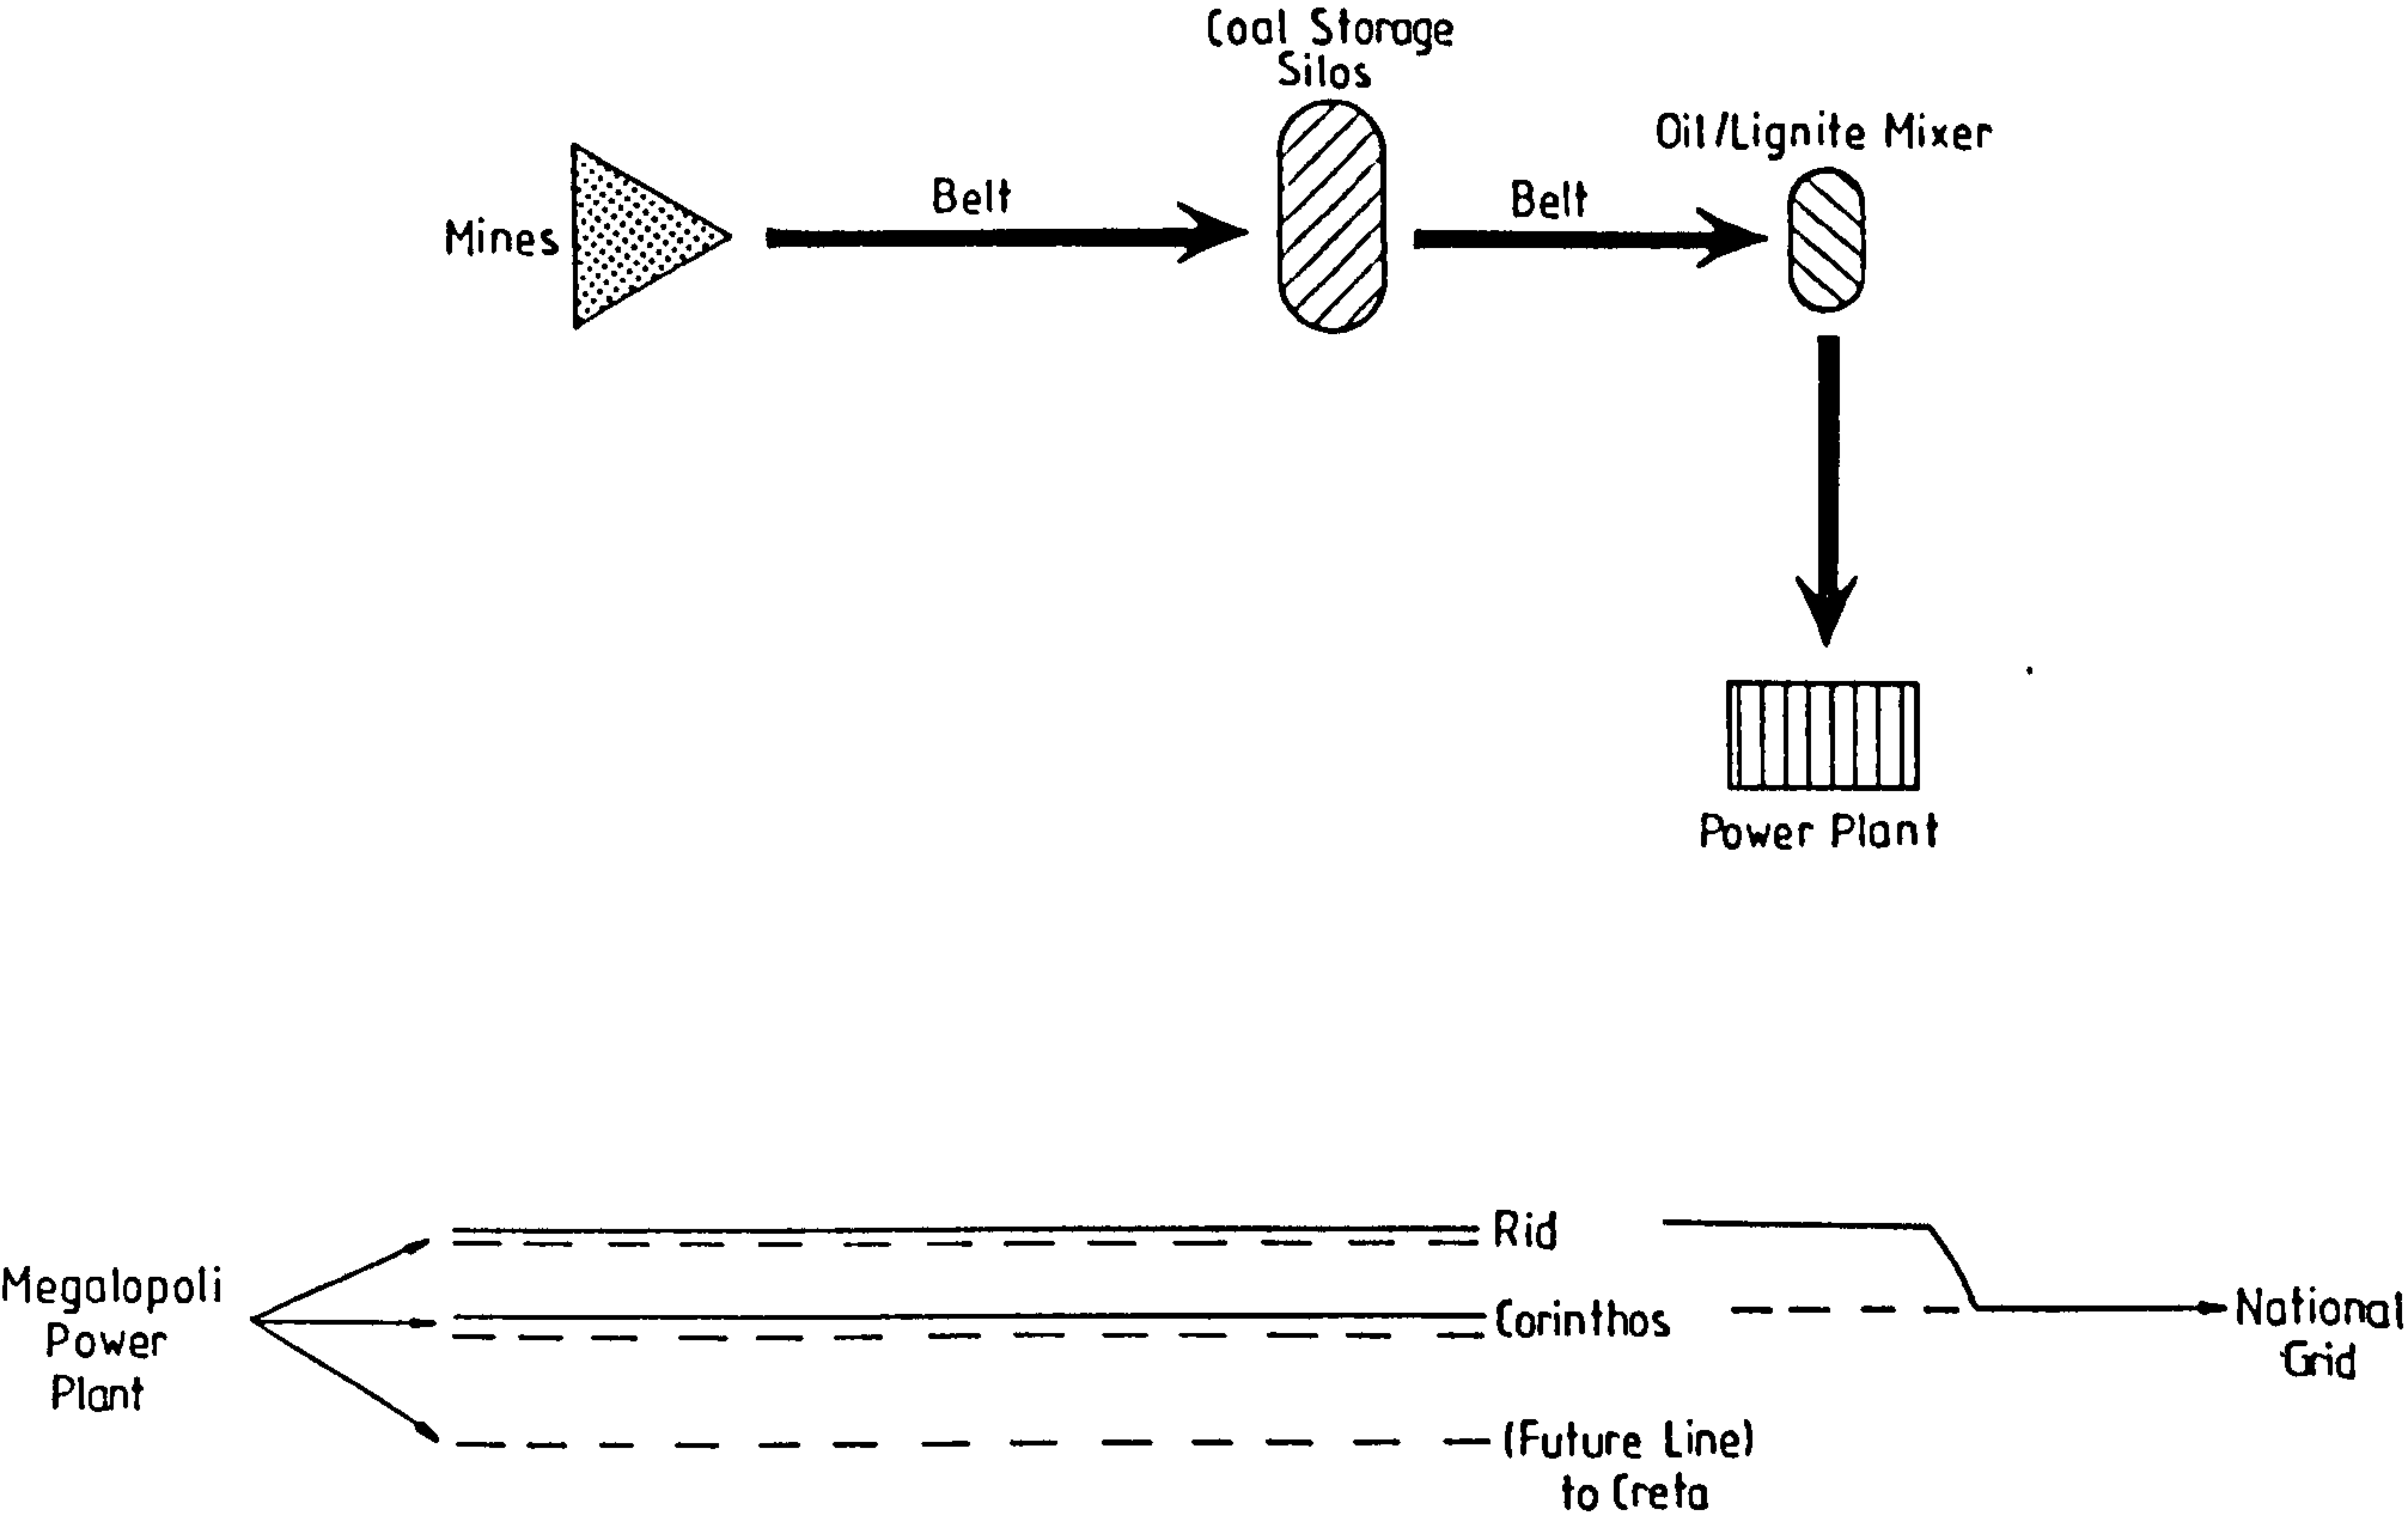 Coal Storage
Silos
Oil/Lignite Mixer
Belt
Belt
Mines
Power Plant
Rid
Megalopoli
Power
Plant
Corinthos
National
Grid
(Future Line)
to Creta